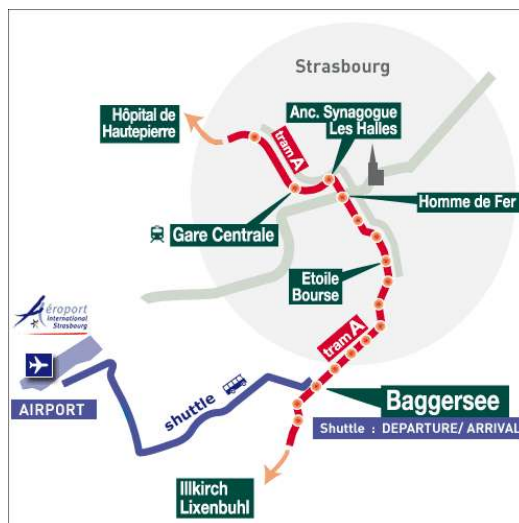 Strasbourg
Hôpital de
Hautepierre
Anc. Synagogue
Les Halles
tram A
Homme de Fer
Gare Centrale
Etoile
Bourse
Aéroport
international
Strasbourg
tram A
AIRPORT
shuttle
Baggersee
Shuttle : DEPARTURE/ ARRIVAL
Illkirch
Lixenbuhl